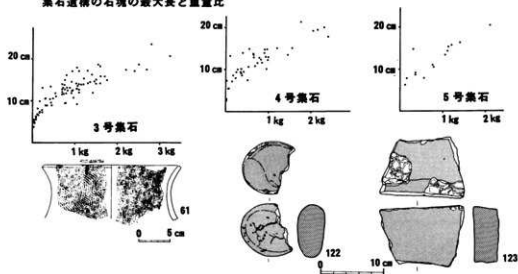 集石遺構の石塊の最大長と重量比
20 cm
10 cm
3号集石
1 kg
2 kg
3 kg
20 cm
10 cm
4号集石
1 kg
2 kg
20 cm
10 cm
5号集石
1 kg
2 kg
61
0 5 cm
122
0 10 cm
123